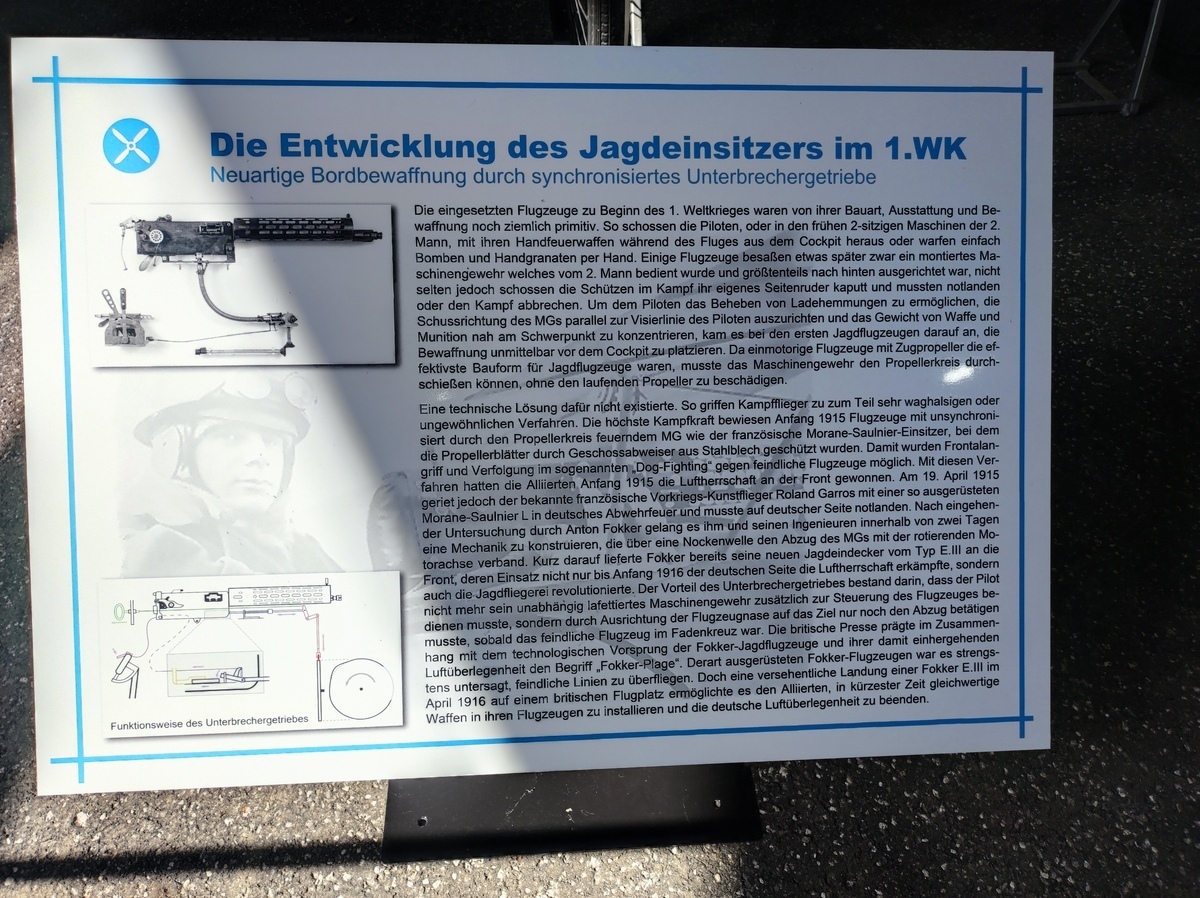 Die Entwicklung des Jagdeinsitzers im 1.WK
Neuartige Bordbewaffnung durch synchronisiertes Unterbrechergetriebe
Die eingesetzten Flugzeuge zu Beginn des 1. Weltkrieges waren von ihrer Bauart, Ausstattung und Be-
waffnung noch ziemlich primitiv. So schossen die Piloten, oder in den frühen 2-sitzigen Maschinen der 2.
Mann, mit ihren Handfeuerwaffen während des Fluges aus dem Cockpit heraus oder warfen einfach
Bomben und Handgranaten per Hand. Einige Flugzeuge besaßen etwas später zwar ein montiertes Ma-
schinengewehr welches vom 2. Mann bedient wurde und größtenteils nach hinten ausgerichtet war, nicht
selten jedoch schossen die Schützen im Kampf ihr eigenes Seitenruder kaputt und mussten notlanden
oder den Kampf abbrechen. Um dem Piloten das Beheben von Ladehemmungen zu ermöglichen, die
Schussrichtung des MGs parallel zur Visierlinie des Piloten auszurichten und das Gewicht von Waffe und
Munition nah am Schwerpunkt zu konzentrieren, kam es bei den ersten Jagdflugzeugen darauf an, die
Bewaffnung unmittelbar vor dem Cockpit zu platzieren. Da einmotorige Flugzeuge mit Zugpropeller die ef-
fektivste Bauform für Jagdflugzeuge waren, musste das Maschinengewehr den Propellerkreis durch-
schießen können, ohne den laufenden Propeller zu beschädigen.
Eine technische Lösung dafür nicht existierte. So griffen Kampfflieger zu zum Teil sehr waghalsigen oder
ungewöhnlichen Verfahren. Die höchste Kampfkraft bewiesen Anfang 1915 Flugzeuge mit unsynchroni-
siert durch den Propellerkreis feuerndem MG wie der französische Morane-Saulnier-Einsitzer, bei dem
die Propellerblätter durch Geschossabweiser aus Stahlblech geschützt wurden. Damit wurden Frontalan-
griff und Verfolgung im sogenannten „Dog-Fighting“ gegen feindliche Flugzeuge möglich. Mit diesen Ver-
fahren hatten die Alliierten Anfang 1915 die Luftherrschaft an der Front gewonnen. Am 19. April 1915
geriet jedoch der bekannte französische Vorkriegs-Kunstflieger Roland Garros mit einer so ausgerüsteten
Morane-Saulnier L in deutsches Abwehrfeuer und musste auf deutscher Seite notlanden. Nach eingehen-
der Untersuchung durch Anton Fokker gelang es ihm und seinen Ingenieuren innerhalb von zwei Tagen
eine Mechanik zu konstruieren, die über eine Nockenwelle den Abzug des MGs mit der rotierenden Mo-
torachse verband. Kurz darauf lieferte Fokker bereits seine neuen Jagdeindecker vom Typ E.III an die
Front, deren Einsatz nicht nur bis Anfang 1916 der deutschen Seite die Luftherrschaft erkämpfte, sondern
auch die Jagdfliegerei revolutionierte. Der Vorteil des Unterbrechergetriebes bestand darin, dass der Pilot
nicht mehr sein unabhängig lafettiertes Maschinengewehr zusätzlich zur Steuerung des Flugzeuges be-
dienen musste, sondern durch Ausrichtung der Flugzeugnase auf das Ziel nur noch den Abzug betätigen
musste, sobald das feindliche Flugzeug im Fadenkreuz war. Die britische Presse prägte im Zusammen-
hang mit dem technologischen Vorsprung der Fokker-Jagdflugzeuge und ihrer damit einhergehenden
Luftüberlegenheit den Begriff „Fokker-Plage“. Derart ausgerüsteten Fokker-Flugzeugen war es strengs-
tens untersagt, feindliche Linien zu überfliegen. Doch eine versehentliche Landung einer Fokker E.III im
April 1916 auf einem britischen Flugplatz ermöglichte es den Alliierten, in kürzester Zeit gleichwertige
Waffen in ihren Flugzeugen zu installieren und die deutsche Luftüberlegenheit zu beenden.
Funktionsweise des Unterbrechergetriebes